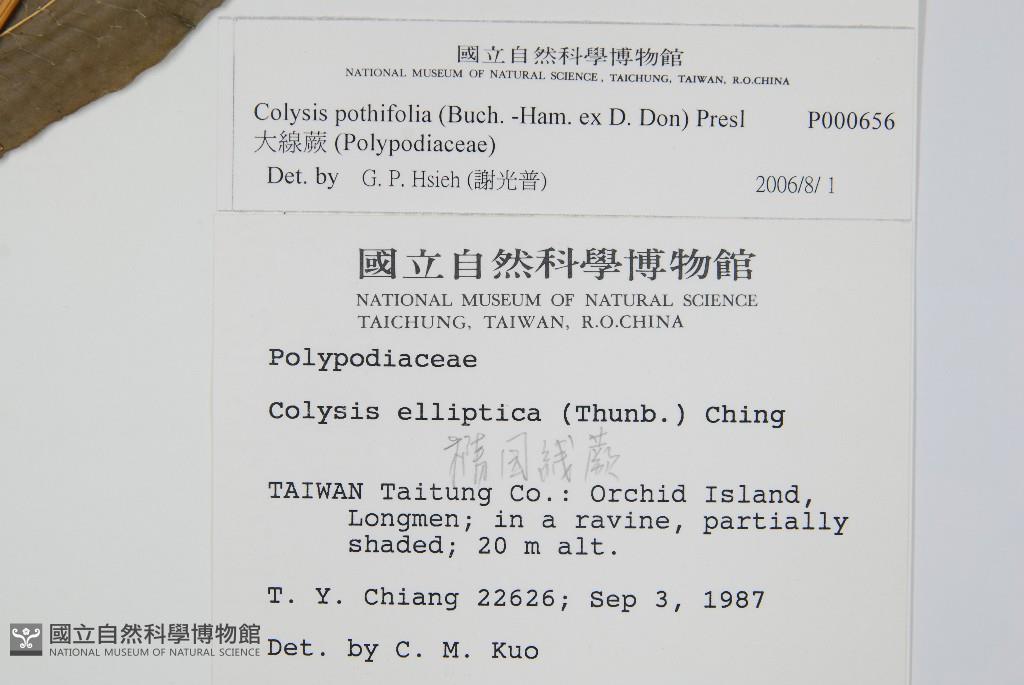 國立自然科學博物館
NATIONAL MUSEUM OF NATURAL SCIENCE, TAICHUNG, TAIWAN, R.O.CHINA
Colysis pothifolia (Buch. -Ham. ex D. Don) Presl P000656
大線蕨 (Polypodiaceae)
Det. by G. P. Hsieh (謝光普) 2006/8/ 1
國立自然科學博物館
NATIONAL MUSEUM OF NATURAL SCIENCE
TAICHUNG, TAIWAN, R.O.CHINA
Polypodiaceae
Colysis elliptica (Thunb.) Ching
TAIWAN Taitung Co.: Orchid Island,
Longmen; in a ravine, partially
shaded; 20 m alt.
T. Y. Chiang 22626; Sep 3, 1987
Det. by C. M. Kuo
國立自然科學博物館
NATIONAL MUSEUM OF NATURAL SCIENCE